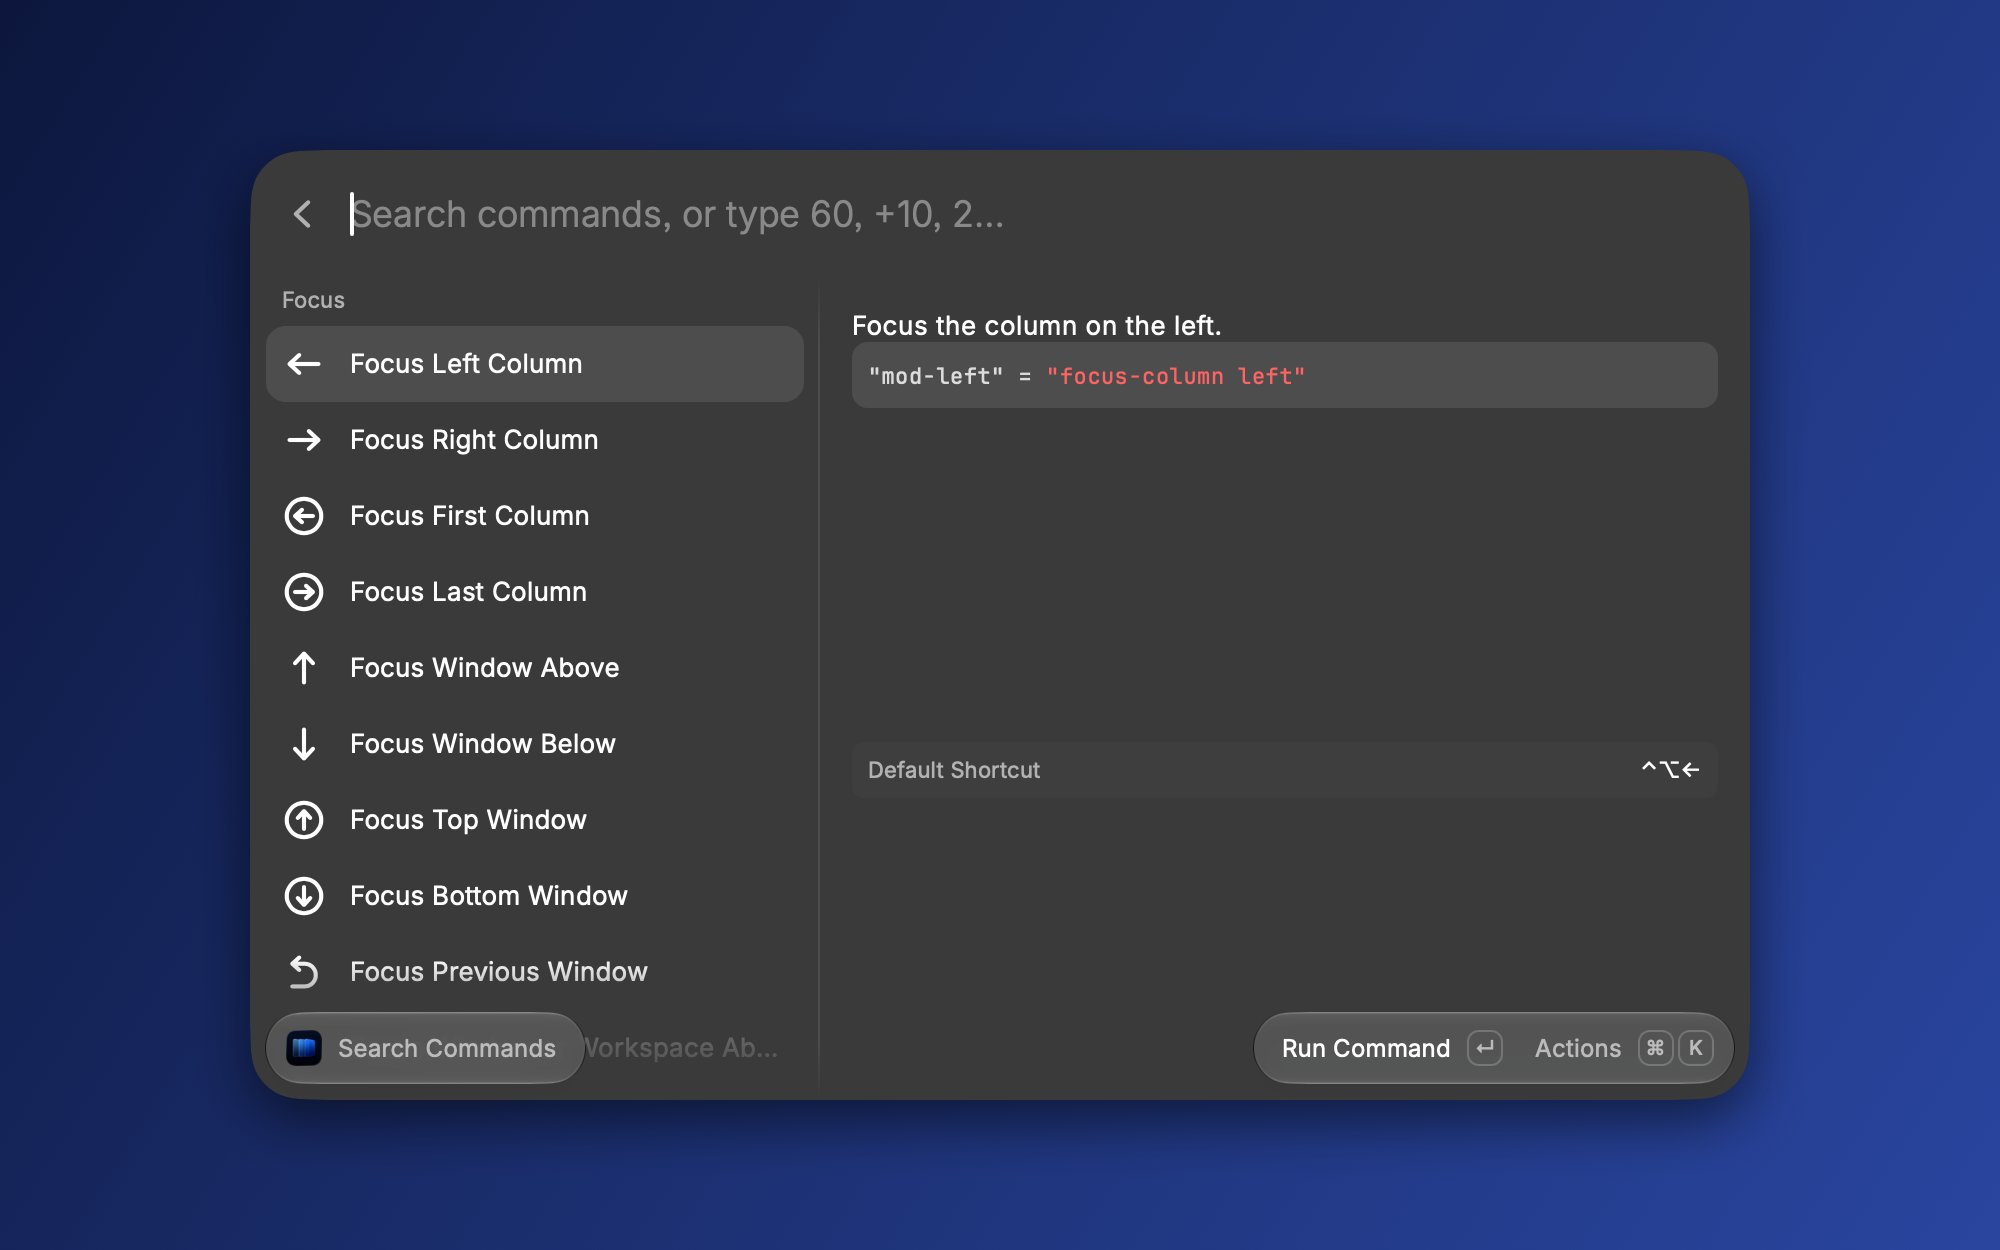 Search commands, or type 60, +10, 2...
Focus
Focus Left Column
Focus Right Column
Focus First Column
Focus Last Column
Focus Window Above
Focus Window Below
Focus Top Window
Focus Bottom Window
Focus Previous Window
Workspace Ab...
Search Commands
Focus the column on the left.
"mod-left" = "focus-column left"
Default Shortcut ^⌥←
Run Command ↵ Actions ⌘ K